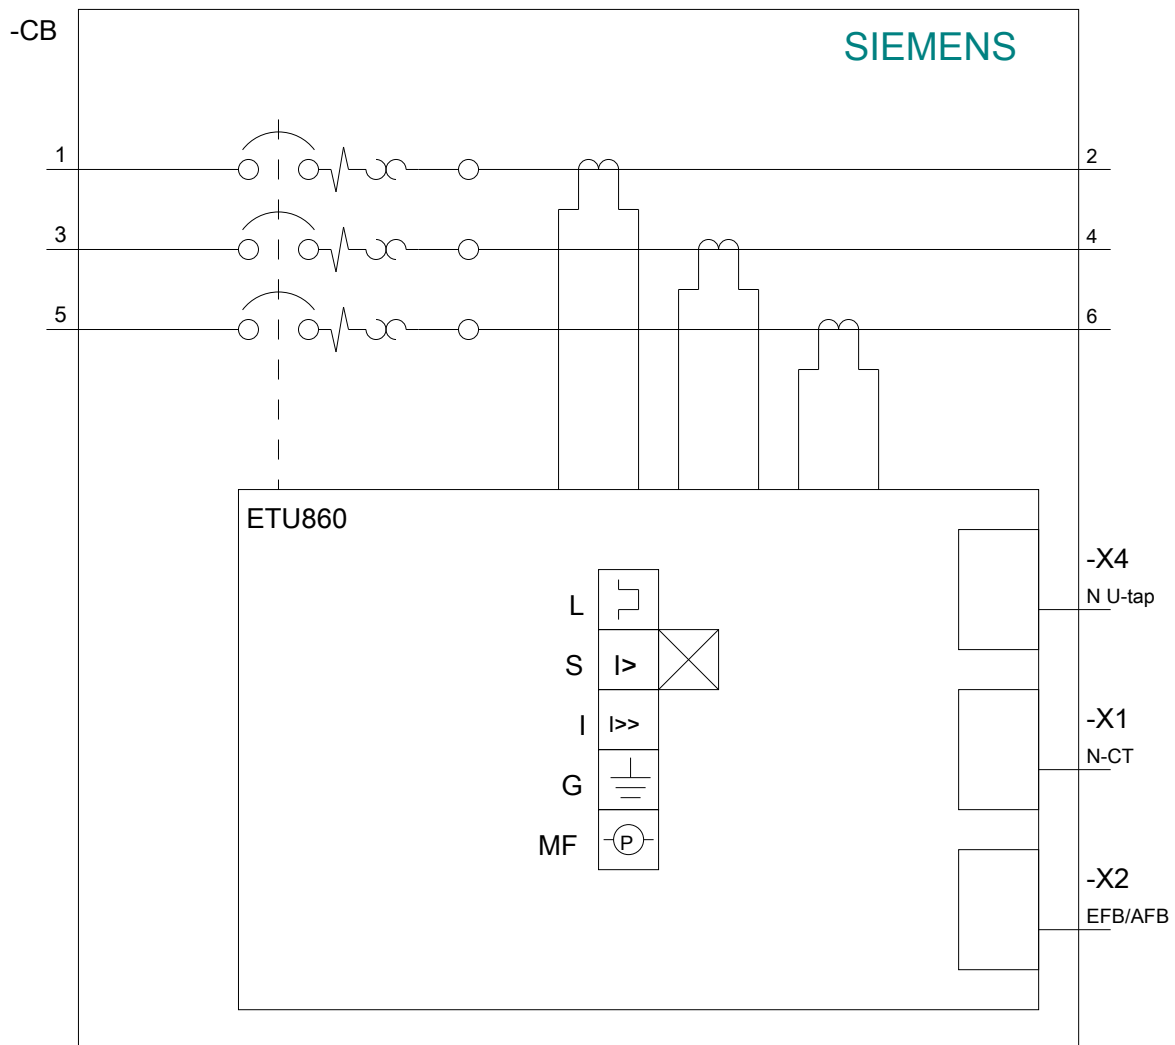 -CB
SIEMENS
1
2
3
4
5
6
ETU860
-X4
N U-tap
L
S
I>
-X1
I
I>>
N-CT
G
MF
P
-X2
EFB/AFB